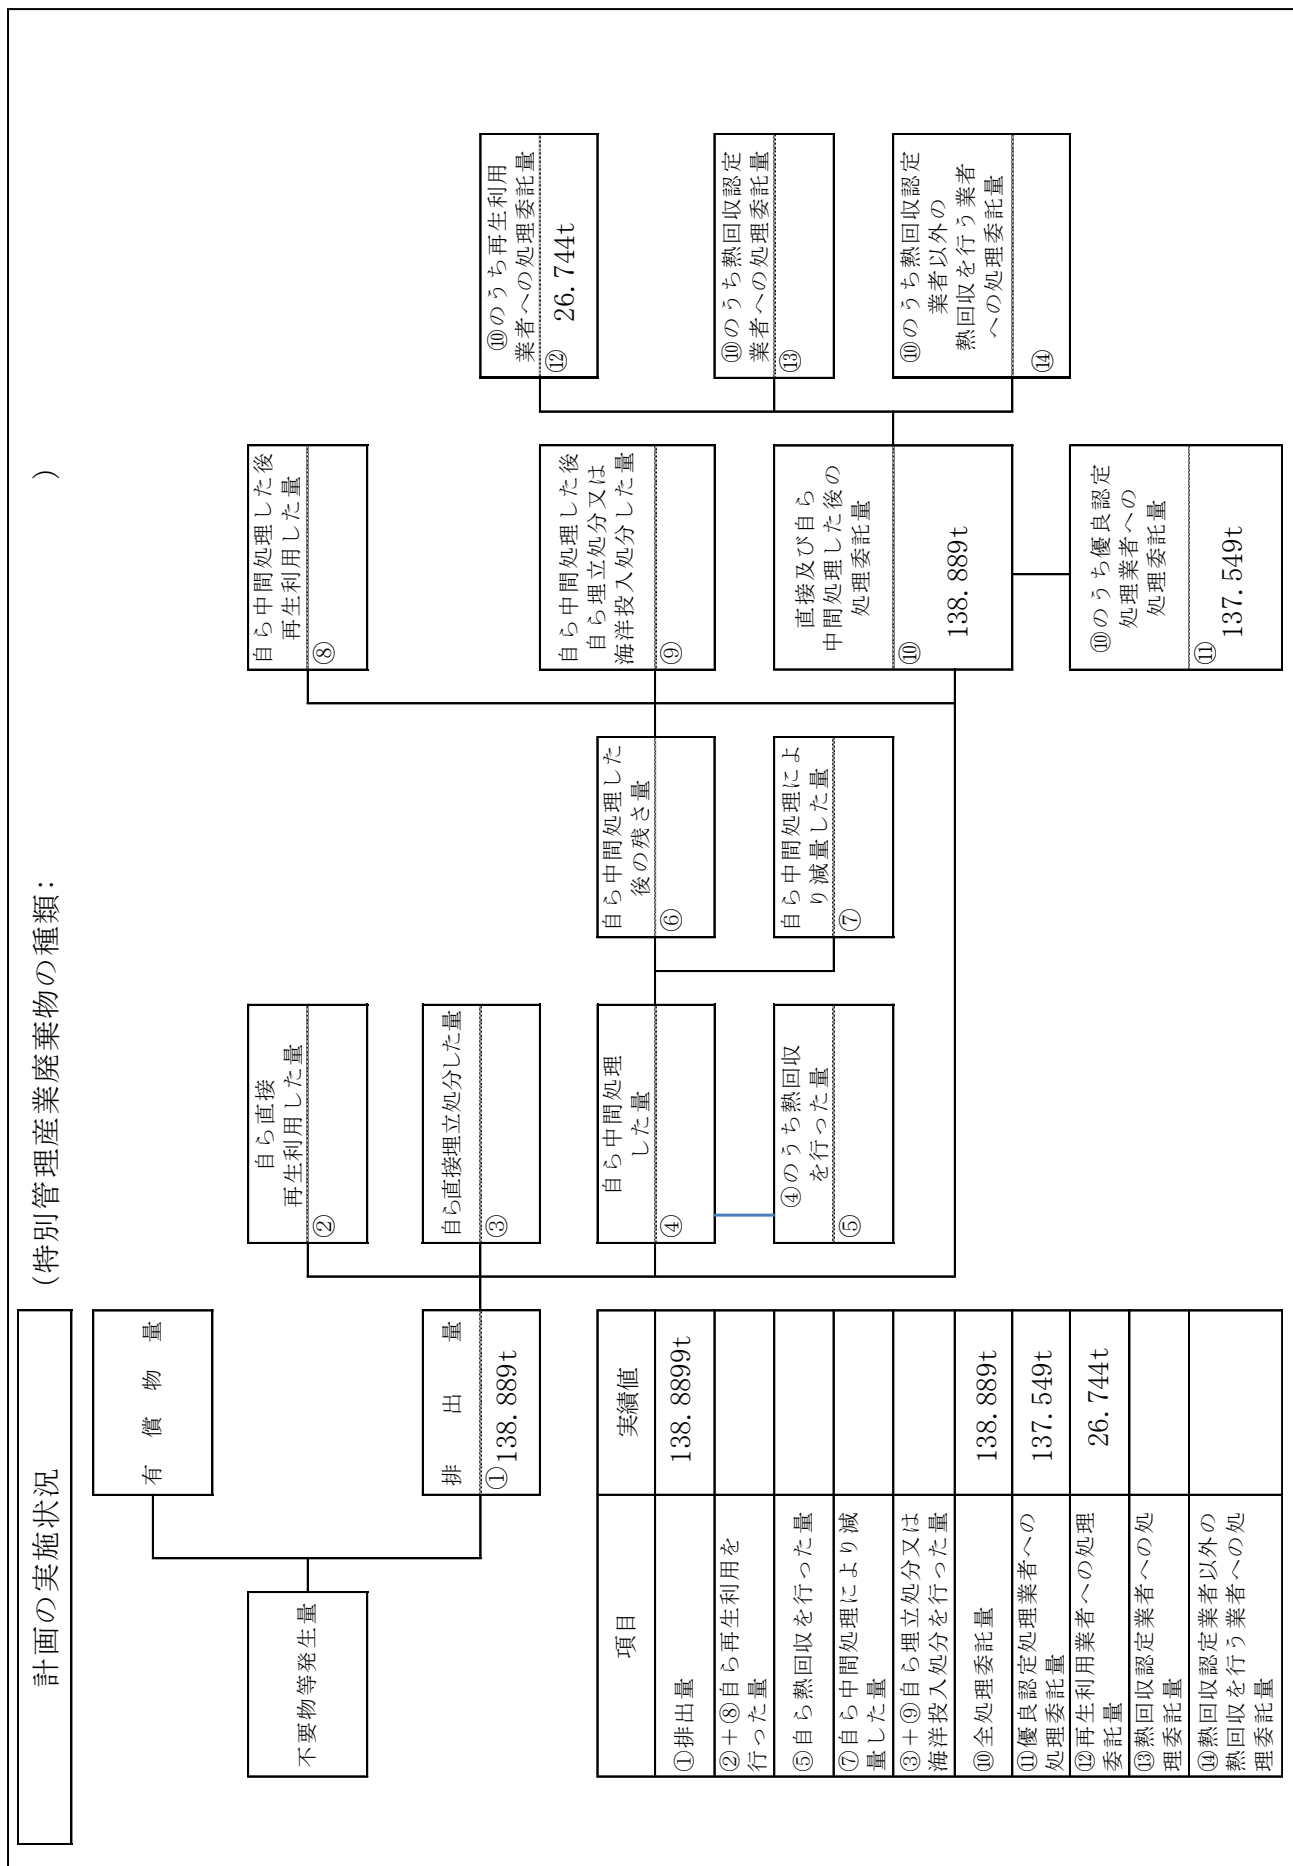 計画の実施状況
(特別管理産業廃棄物の種類:
)
不要物等発生量
有償物量
排出量
①138.889t
自ら直接
再生利用した量
②
自ら直接埋立処分した量
③
自ら中間処理
した量
④
④のうち熱回収
を行った量
⑤
自ら中間処理した
後の残さ量
⑥
自ら中間処理によ
り減量した量
⑦
自ら中間処理した後
再生利用した量
⑧
自ら中間処理した後
自ら埋立処分又は
海洋投入処分した量
⑨
直接及び自ら
中間処理した後の
処理委託量
⑩
138.889t
⑩のうち優良認定
処理業者への
処理委託量
⑪
137.549t
⑩のうち再生利用
業者への処理委託量
⑫
26.744t
⑩のうち熱回収認定
業者への処理委託量
⑬
⑩のうち熱回収認定
業者以外の
熱回収を行う業者
への処理委託量
⑭
項目 実績値
①排出量 138.8899t
②+⑧自ら再生利用を
行った量
⑤自ら熱回収を行った量
⑦自ら中間処理により減
量した量
③+⑨自ら埋立処分又は
海洋投入処分を行った量
⑩全処理委託量 138.889t
⑪優良認定処理業者への
処理委託量 137.549t
⑫再生利用業者への処理
委託量 26.744t
⑬熱回収認定業者への処
理委託量
⑭熱回収認定業者以外の
熱回収を行う業者への処
理委託量